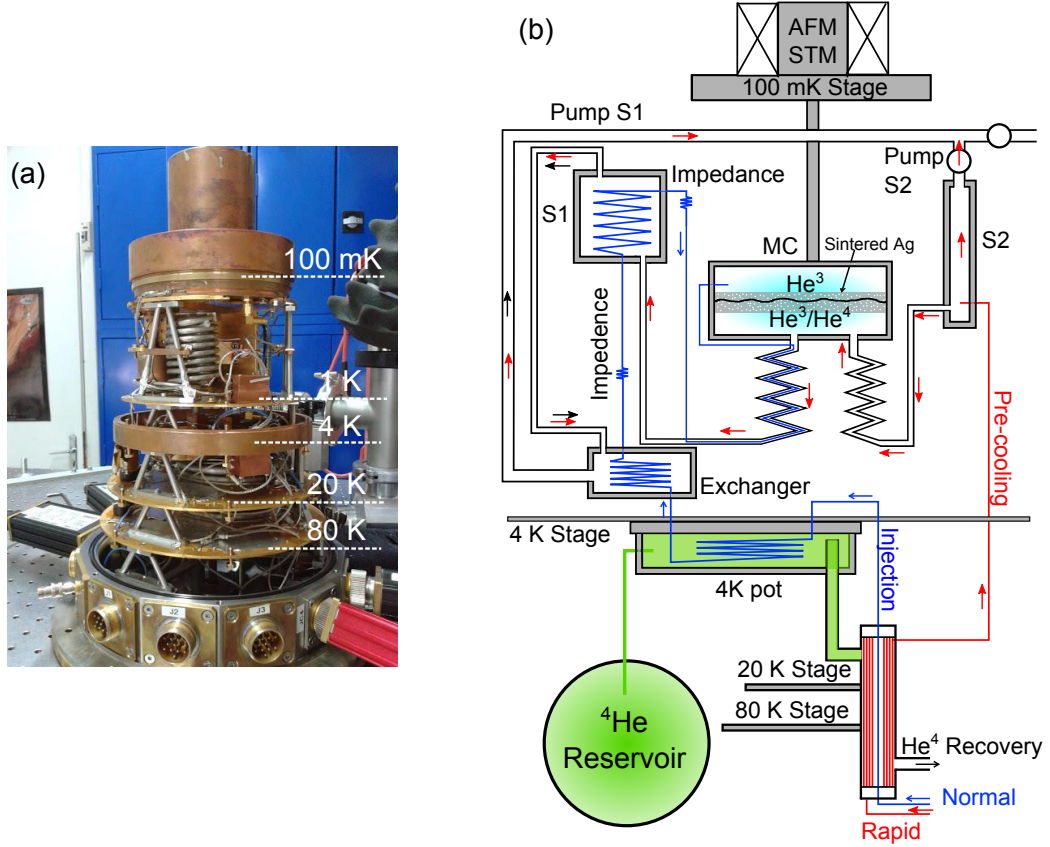 (a)
100 mK
1 K
4 K
20 K
80 K
J2
J3
(b)
AFM
STM
100 mK Stage
Pump S1
Pump
S2
Impedance
S1
S2
MC
Sintered Ag
He³
He³/He⁴
Impedence
Exchanger
Pre-cooling
4 K Stage
4K pot
Injection
⁴He
Reservoir
20 K Stage
80 K Stage
He⁴ Recovery
Normal
Rapid